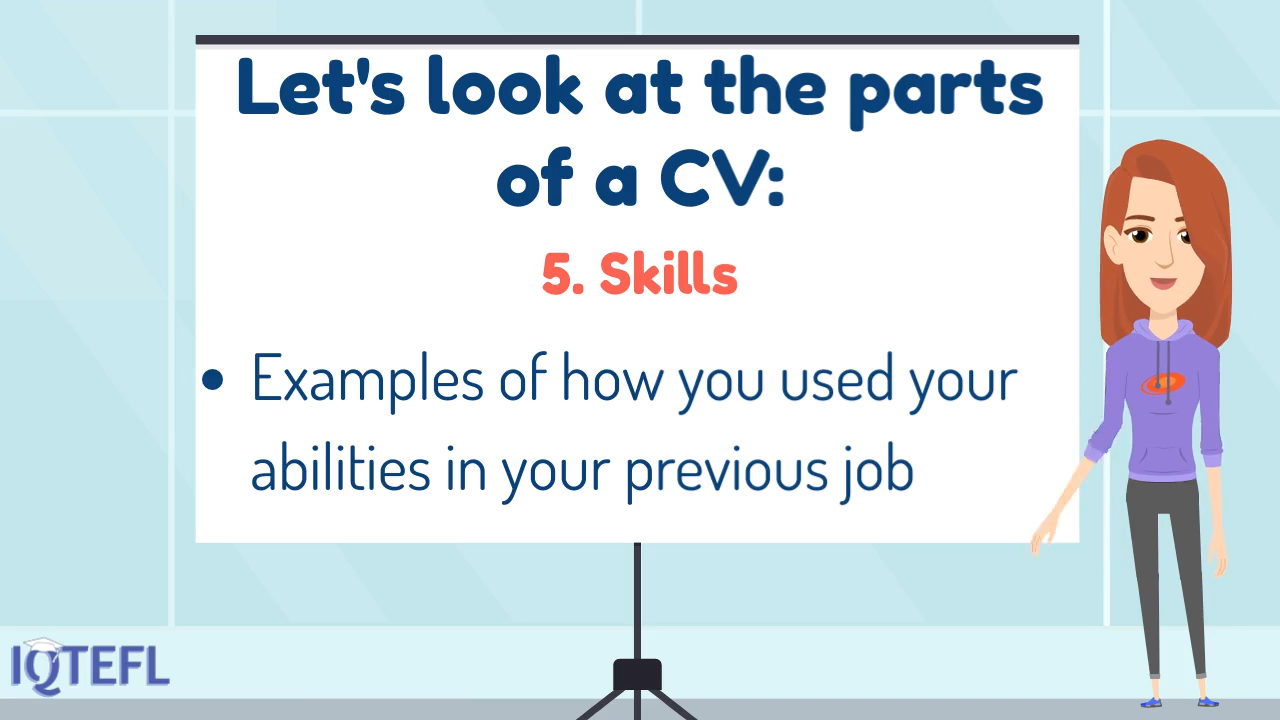 Let's look at the parts
of a CV:
5. Skills
• Examples of how you used your
abilities in your previous job
IQTEFL